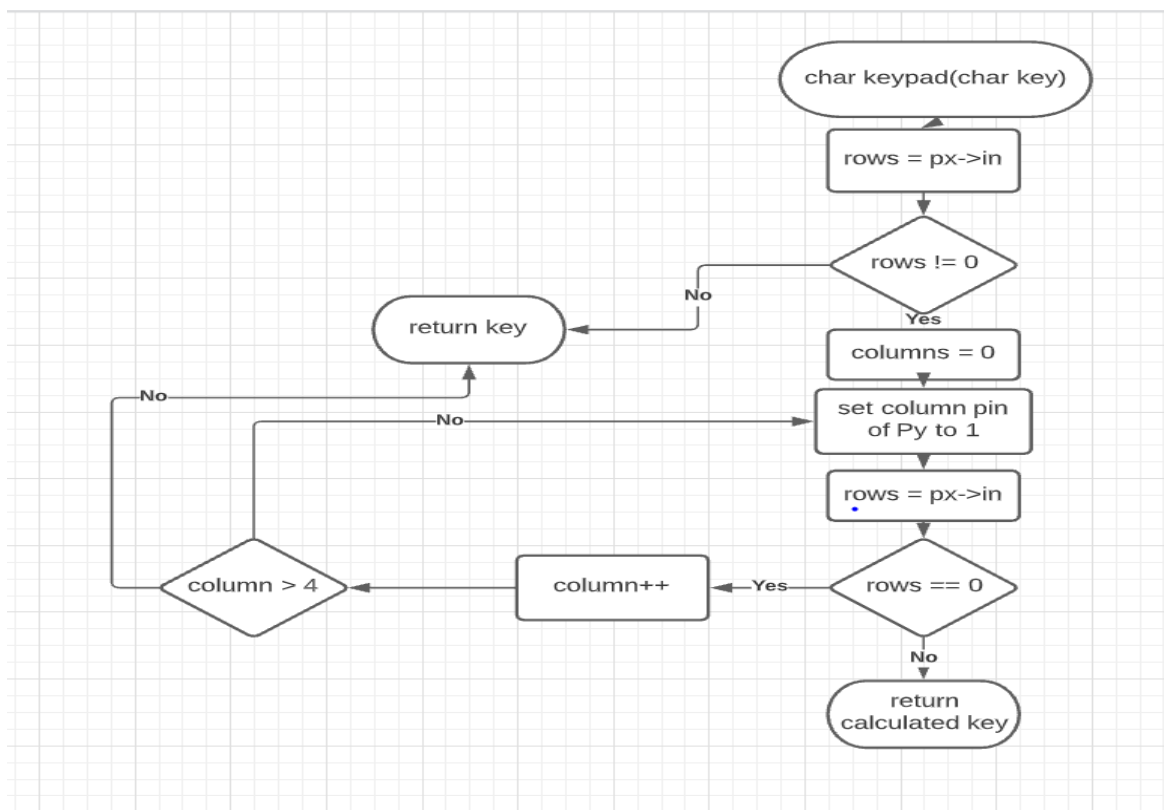 char keypad(char key)
rows = px->in
rows != 0
No
Yes
return key
columns = 0
No
set column pin
of Py to 1
No
rows = px->in
column > 4
column++
Yes
rows == 0
No
return
calculated key